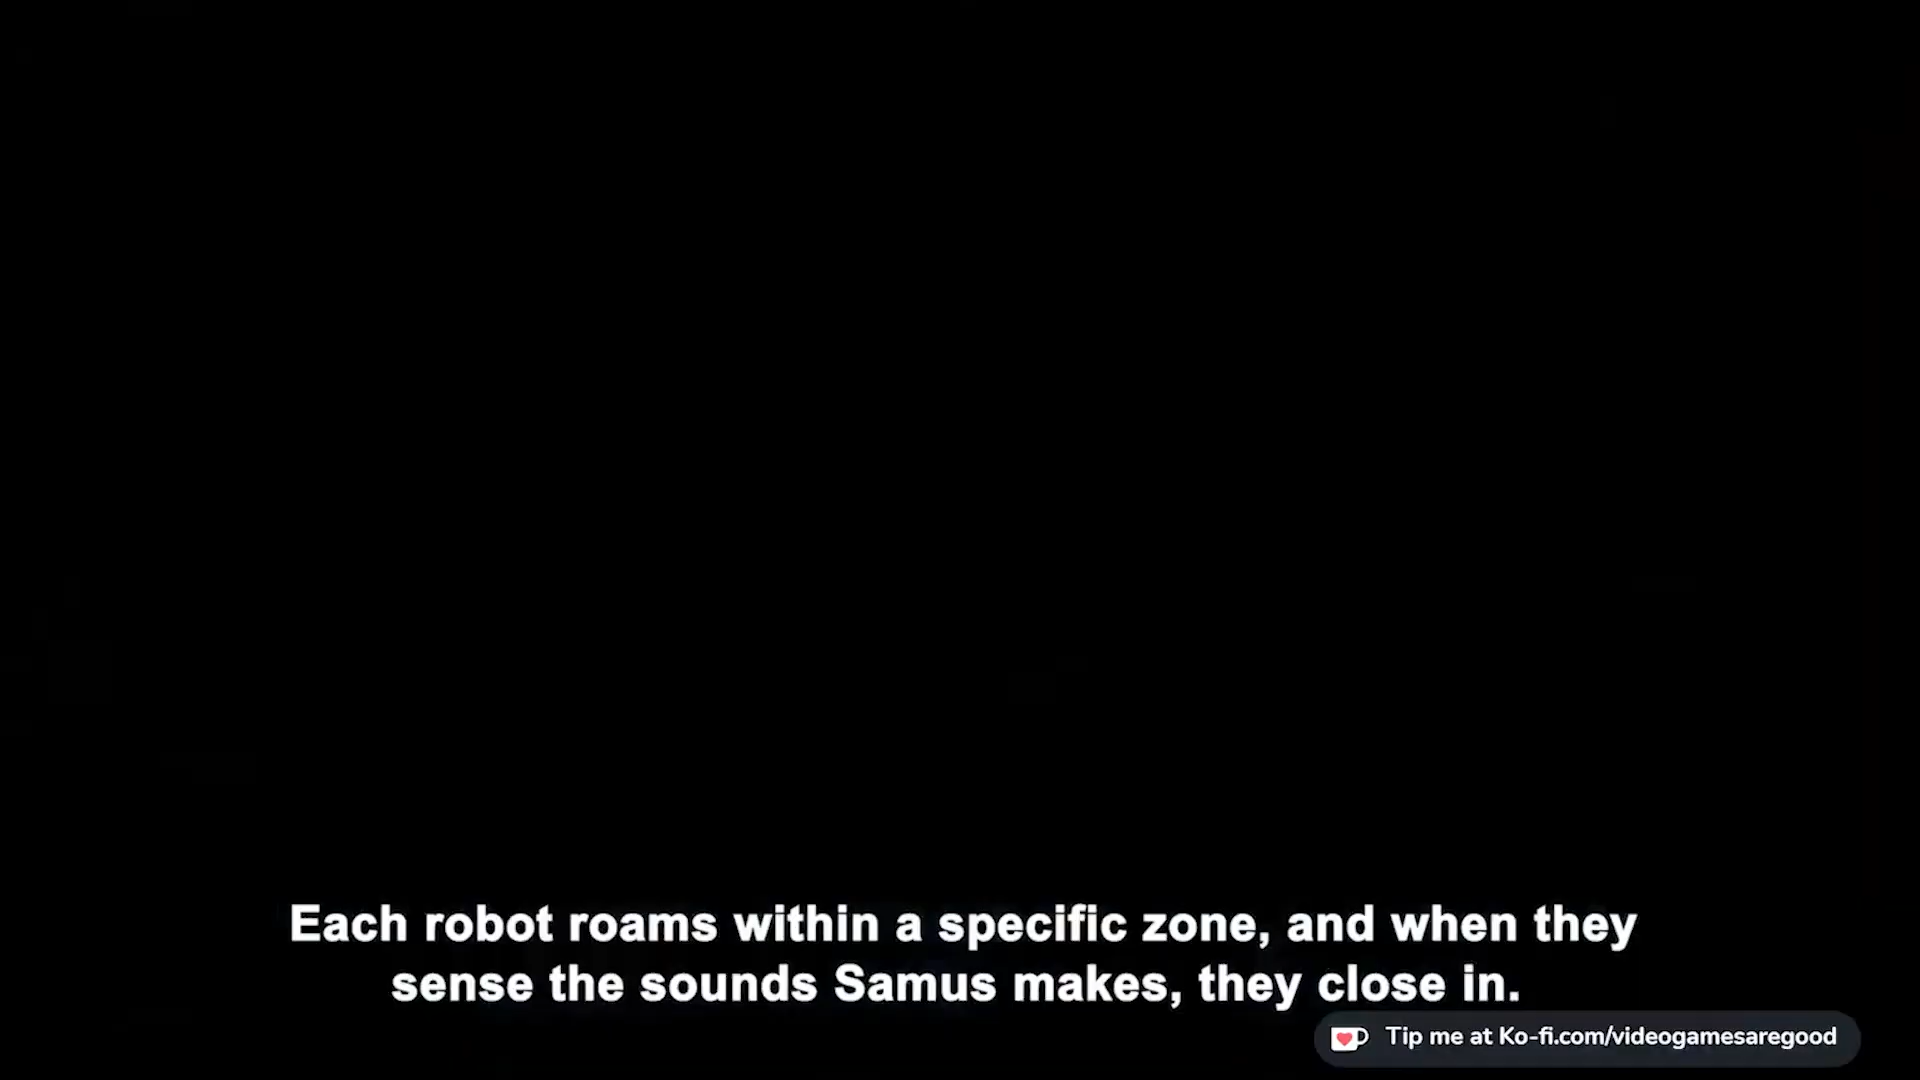 Each robot roams within a specific zone, and when they
sense the sounds Samus makes, they close in.
Tip me at Ko-fi.com/videogamesaregood